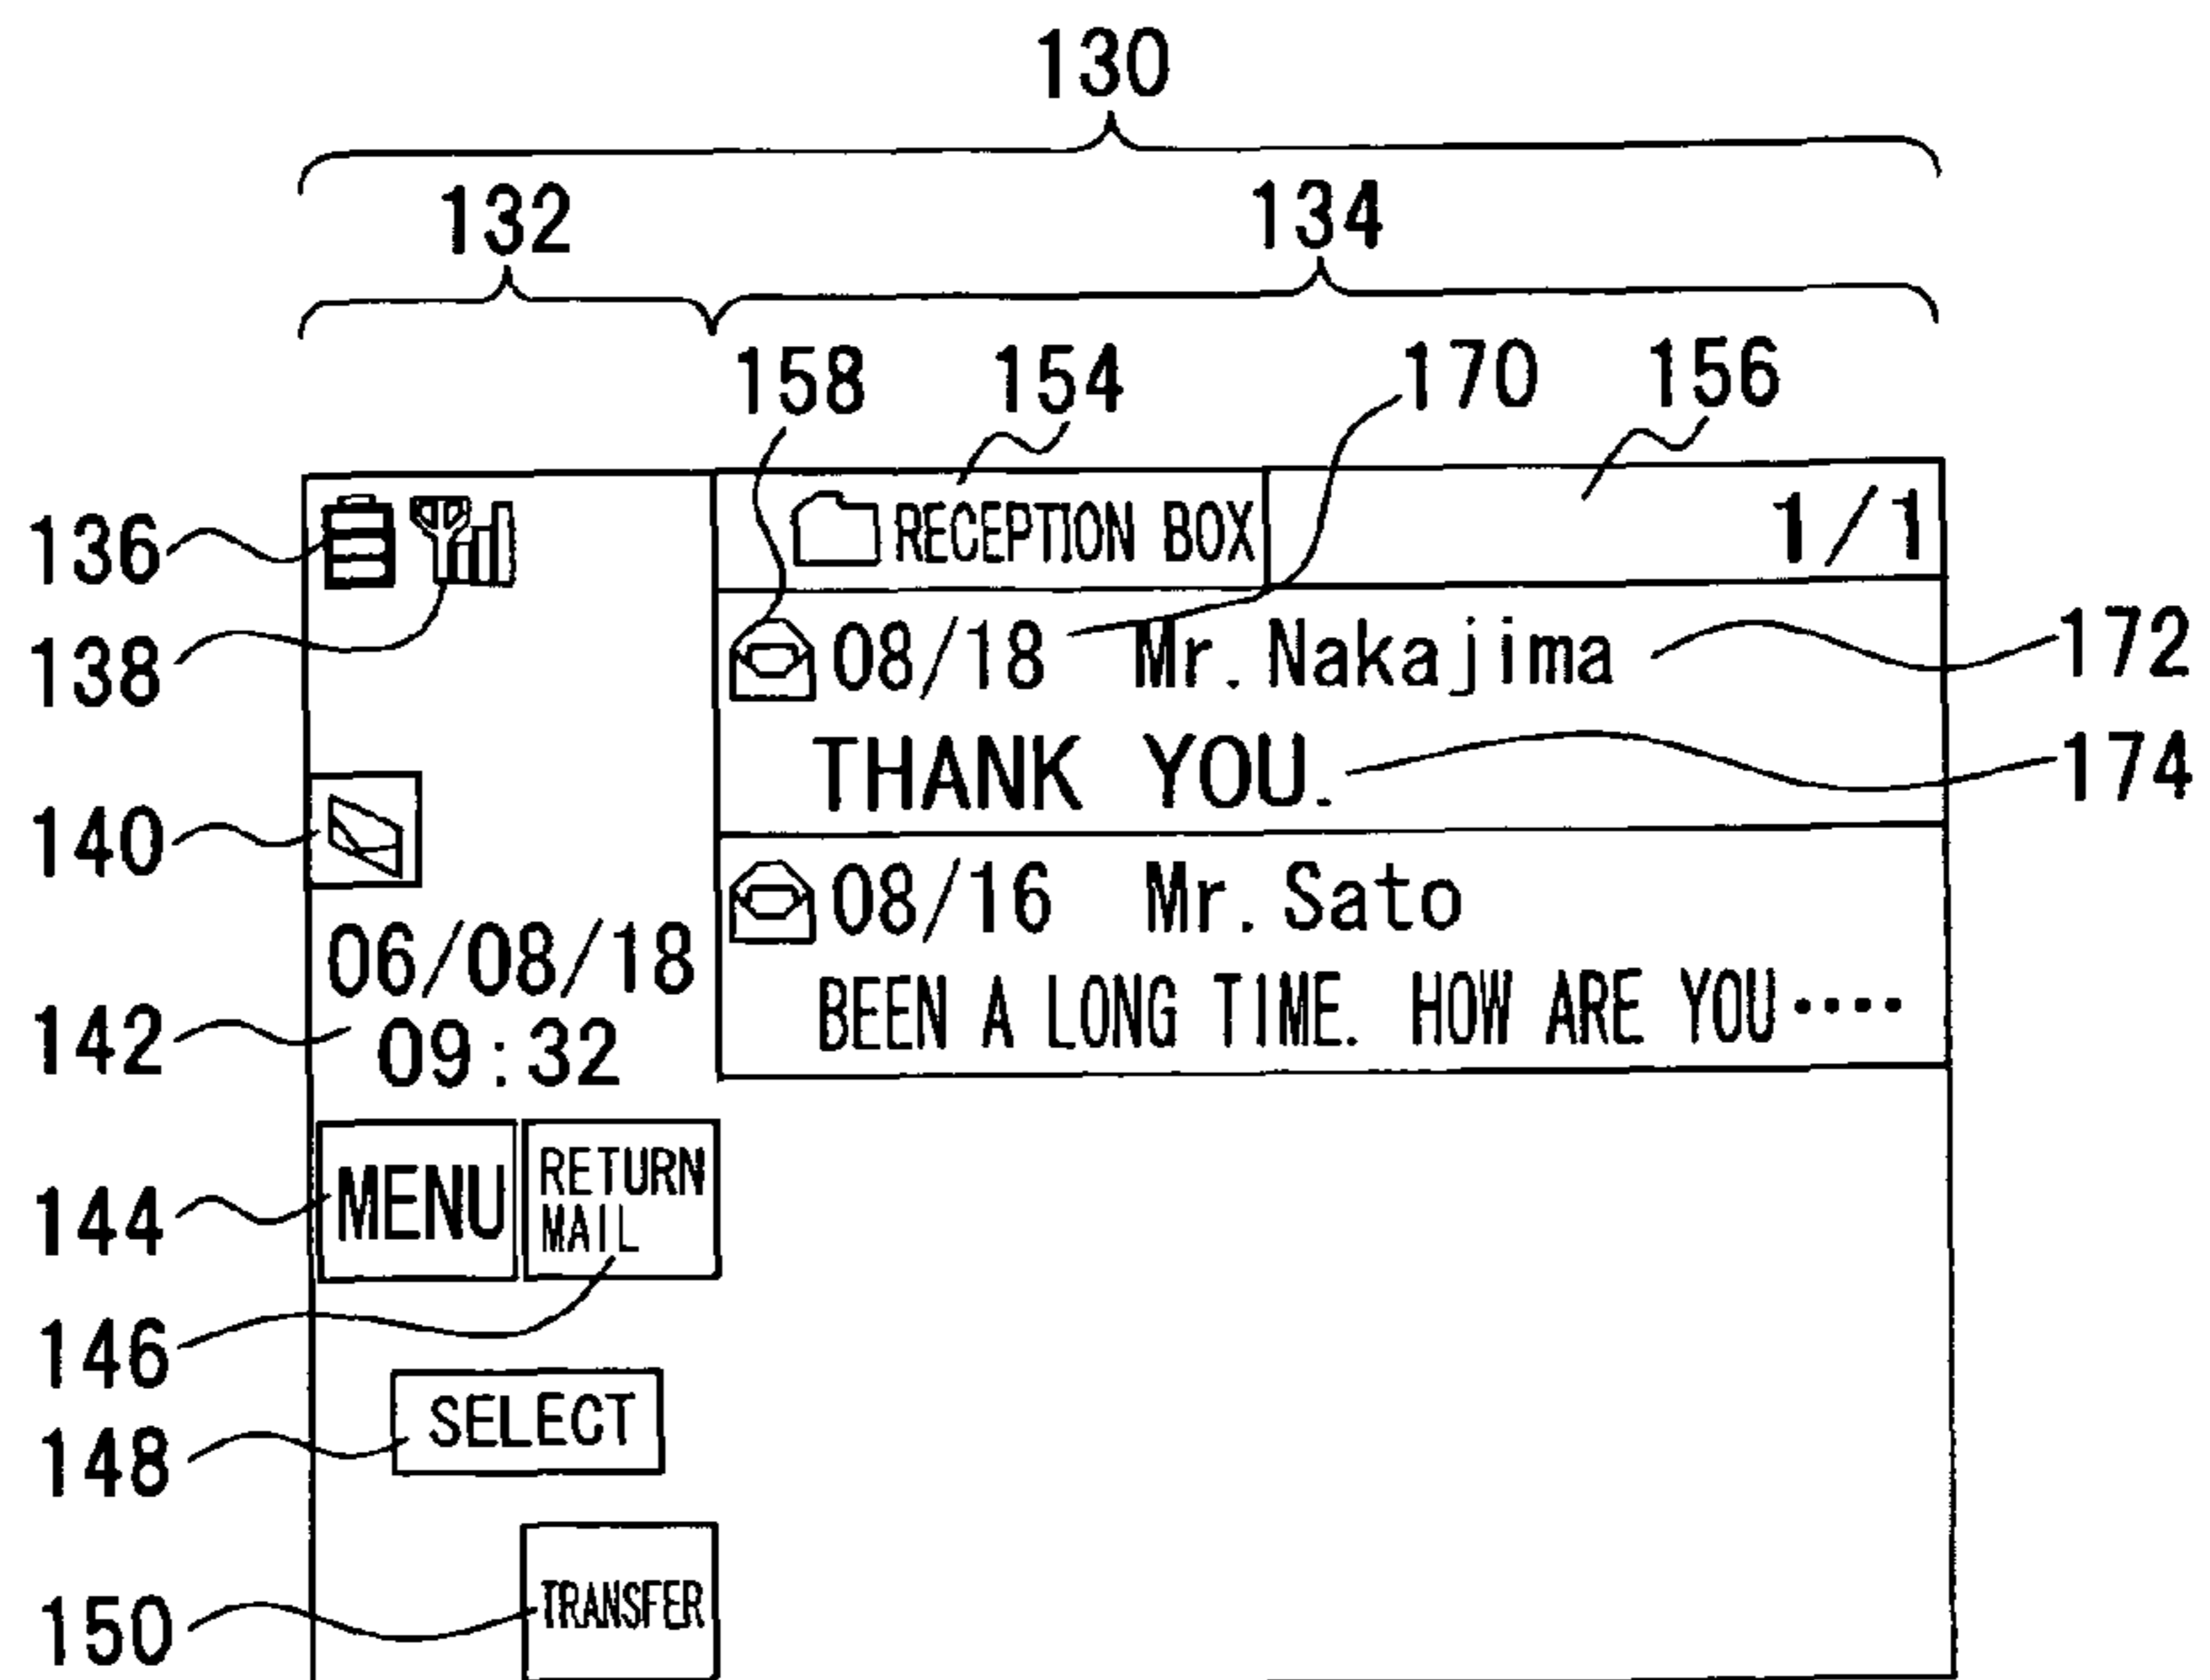 130
132 134
158 154 170 156
136 RECEPTION BOX 1/1
138 08/18 Mr. Nakajima 172
THANK YOU. 174
140
08/16 Mr. Sato
06/08/18
BEEN A LONG TIME. HOW ARE YOU····
142 09:32
144 MENU RETURN MAIL
146
148 SELECT
150 TRANSFER